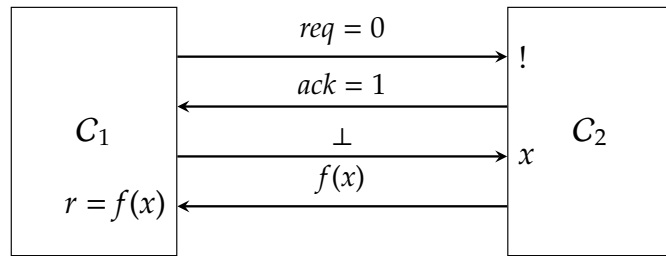 req = 0
!
ack = 1
C₁
C₂
⊥
x
f(x)
r = f(x)